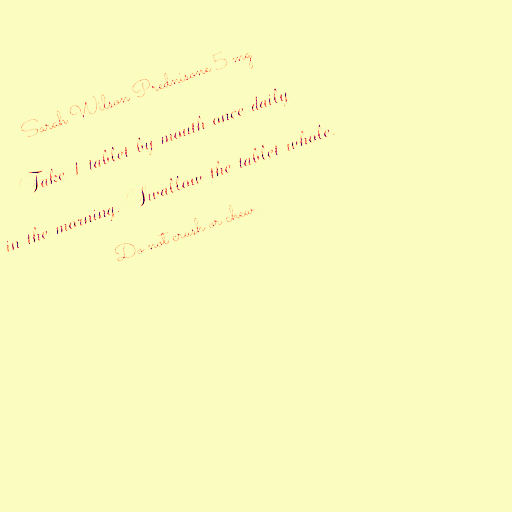 Sarah Wilson Prednisone 5 mg
Take 1 tablet by mouth once daily
in the morning. Swallow the tablet whole.
Do not crush or chew